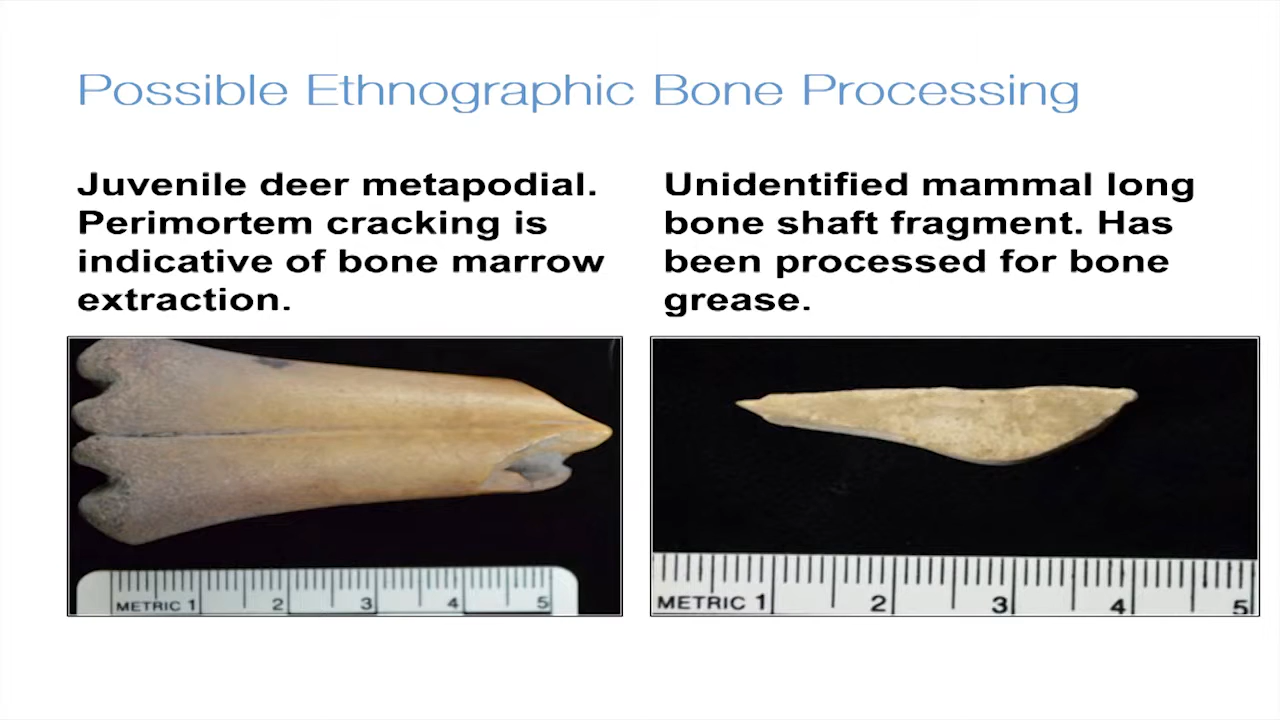 Possible Ethnographic Bone Processing
Juvenile deer metapodial.
Perimortem cracking is
indicative of bone marrow
extraction.
Unidentified mammal long
bone shaft fragment. Has
been processed for bone
grease.
METRIC 1 2 3 4 5
METRIC 1 2 3 4 5